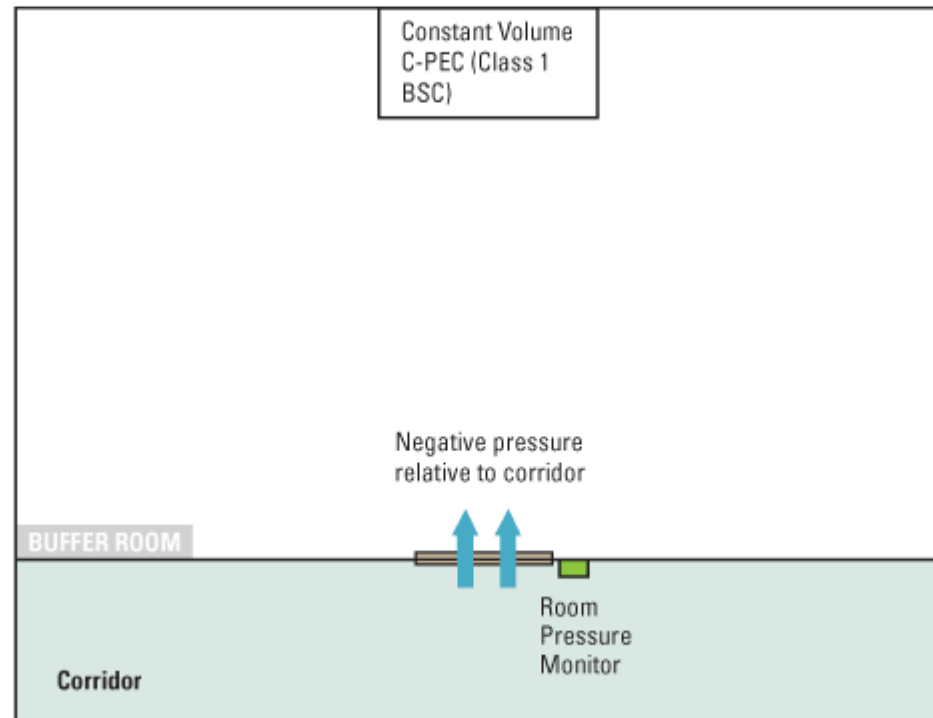 Constant Volume
C-PEC (Class 1
BSC)
Negative pressure
relative to corridor
BUFFER ROOM
Room
Pressure
Monitor
Corridor